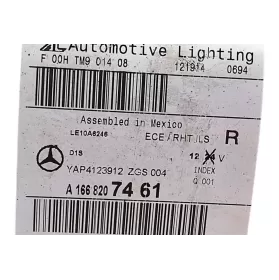 Automotive Lighting
F 00H TM9 014 08
121914 0694
Assembled in Mexico
LE10A6246
ECE/RHT/LS R
D1S
12 V
YAP4123912 ZGS 004
INDEX
Q 001
A 166 820 74 61